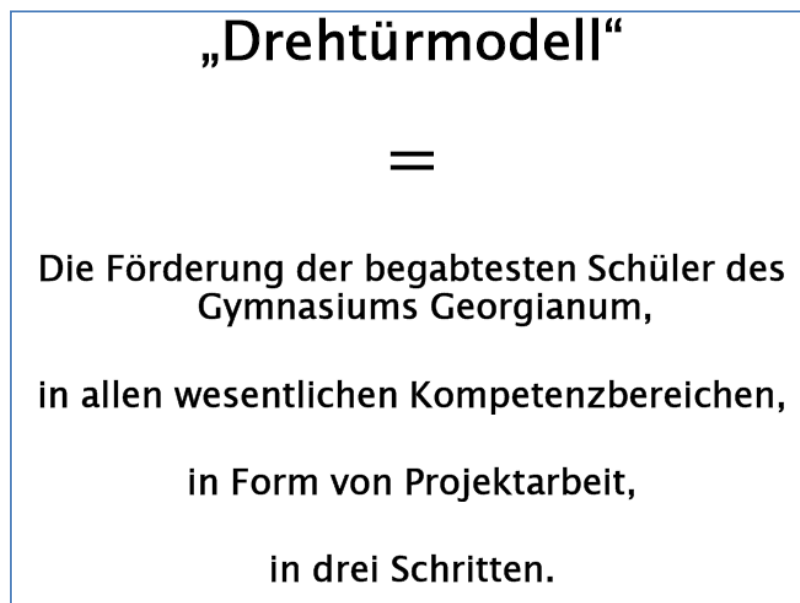 „Drehtürmodell“
=
Die Förderung der begabtesten Schüler des
Gymnasiums Georgianum,
in allen wesentlichen Kompetenzbereichen,
in Form von Projektarbeit,
in drei Schritten.